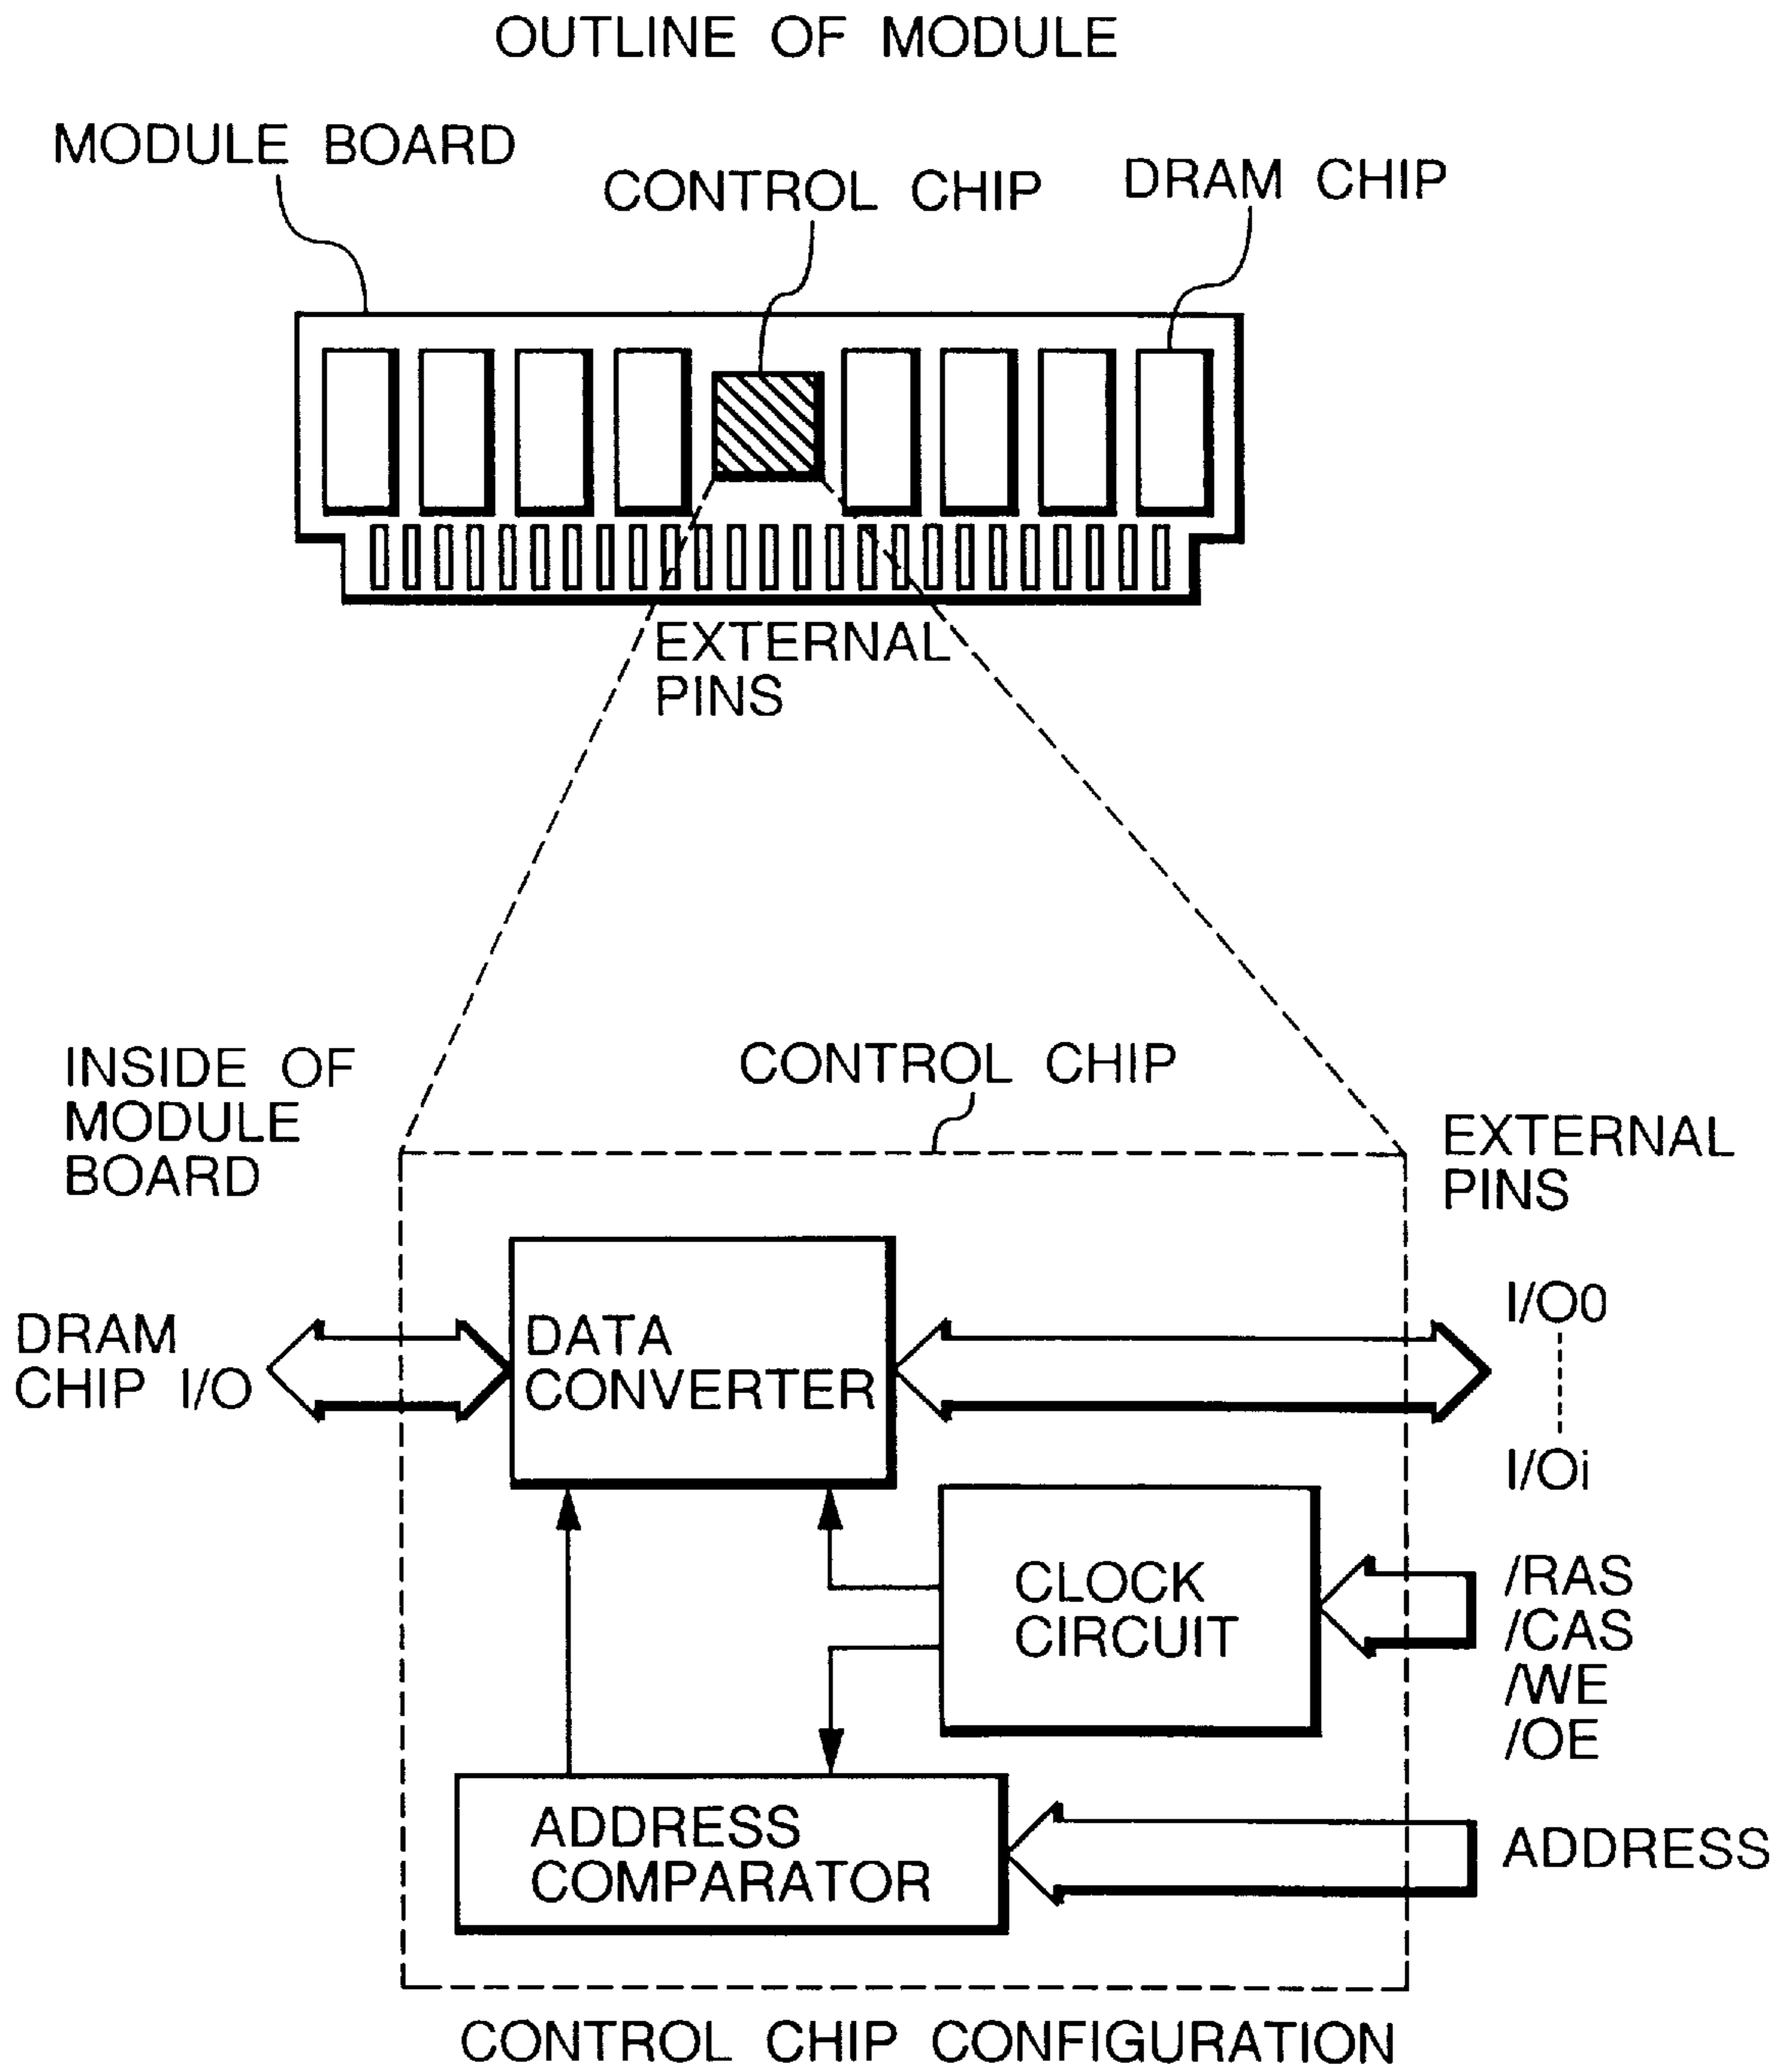 OUTLINE OF MODULE
MODULE BOARD
CONTROL CHIP
DRAM CHIP
EXTERNAL
PINS
INSIDE OF
MODULE
BOARD
CONTROL CHIP
EXTERNAL
PINS
DRAM
CHIP I/O
DATA
CONVERTER
I/O0
I/Oi
CLOCK
CIRCUIT
/RAS
/CAS
/WE
/OE
ADDRESS
COMPARATOR
ADDRESS
CONTROL CHIP CONFIGURATION